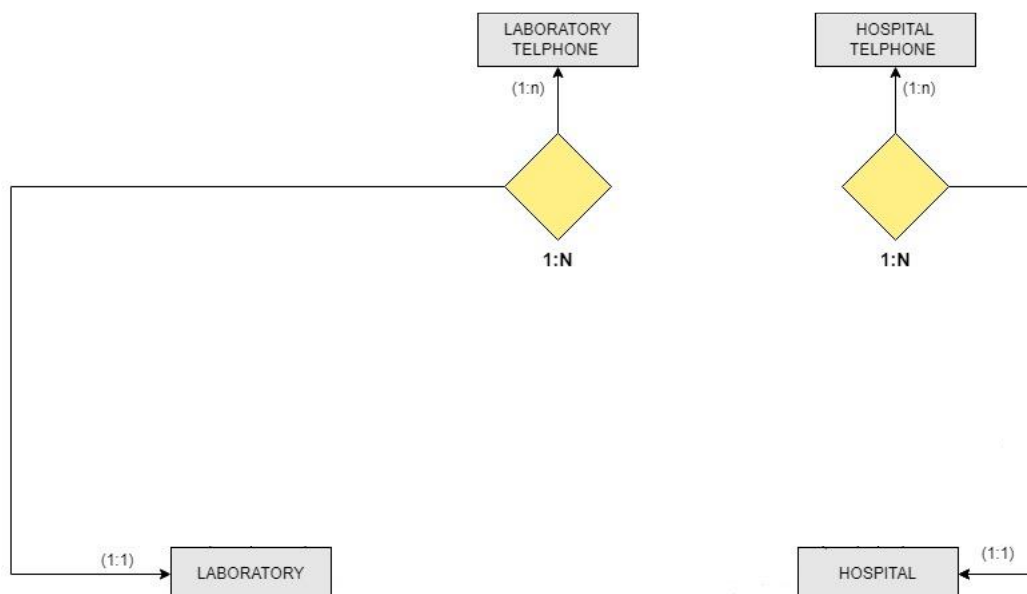 LABORATORY
TELPHONE
HOSPITAL
TELPHONE
(1:n)
(1:n)
1:N
1:N
(1:1)
LABORATORY
HOSPITAL
(1:1)